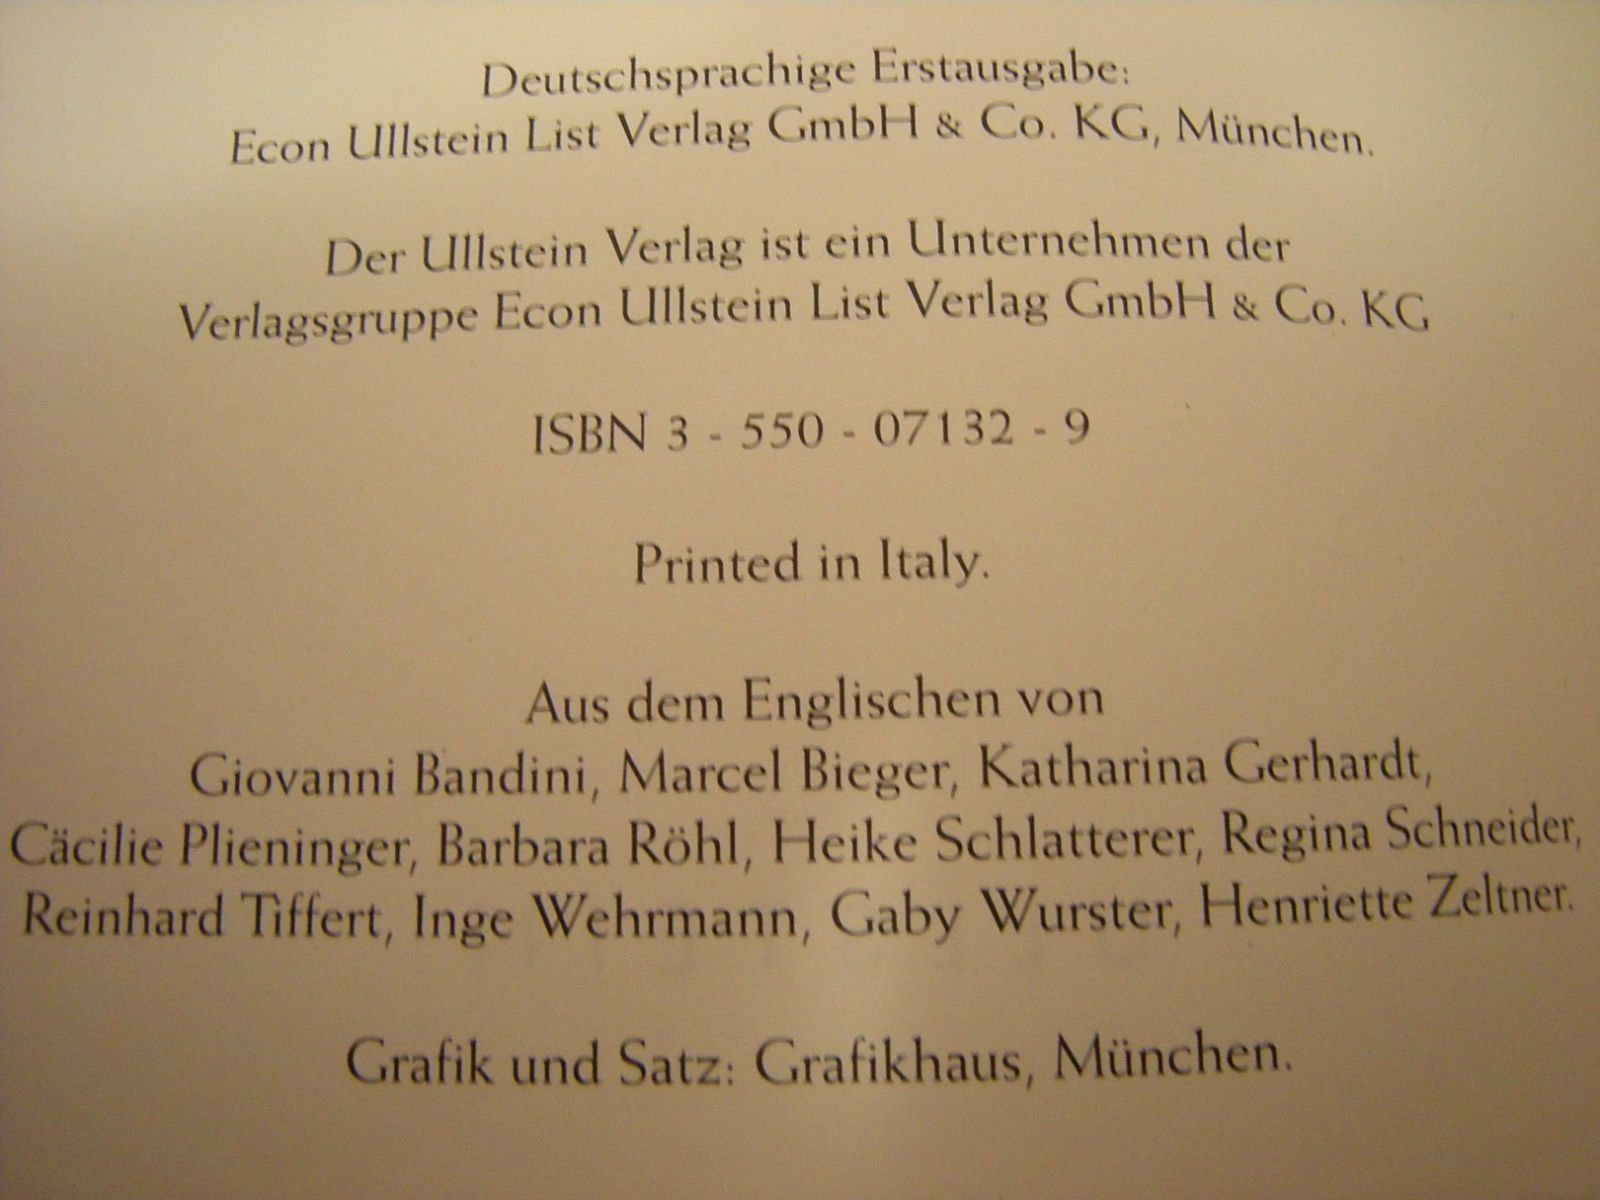 Deutschsprachige Erstausgabe:
Econ Ullstein List Verlag GmbH & Co. KG, München.
Der Ullstein Verlag ist ein Unternehmen der
Verlagsgruppe Econ Ullstein List Verlag GmbH & Co. KG
ISBN 3 - 550 - 07132 - 9
Printed in Italy.
Aus dem Englischen von
Giovanni Bandini, Marcel Bieger, Katharina Gerhardt,
Cäcilie Plieninger, Barbara Röhl, Heike Schlatterer, Regina Schneider,
Reinhard Tiffert, Inge Wehrmann, Gaby Wurster, Henriette Zeltner.
Grafik und Satz: Grafikhaus, München.